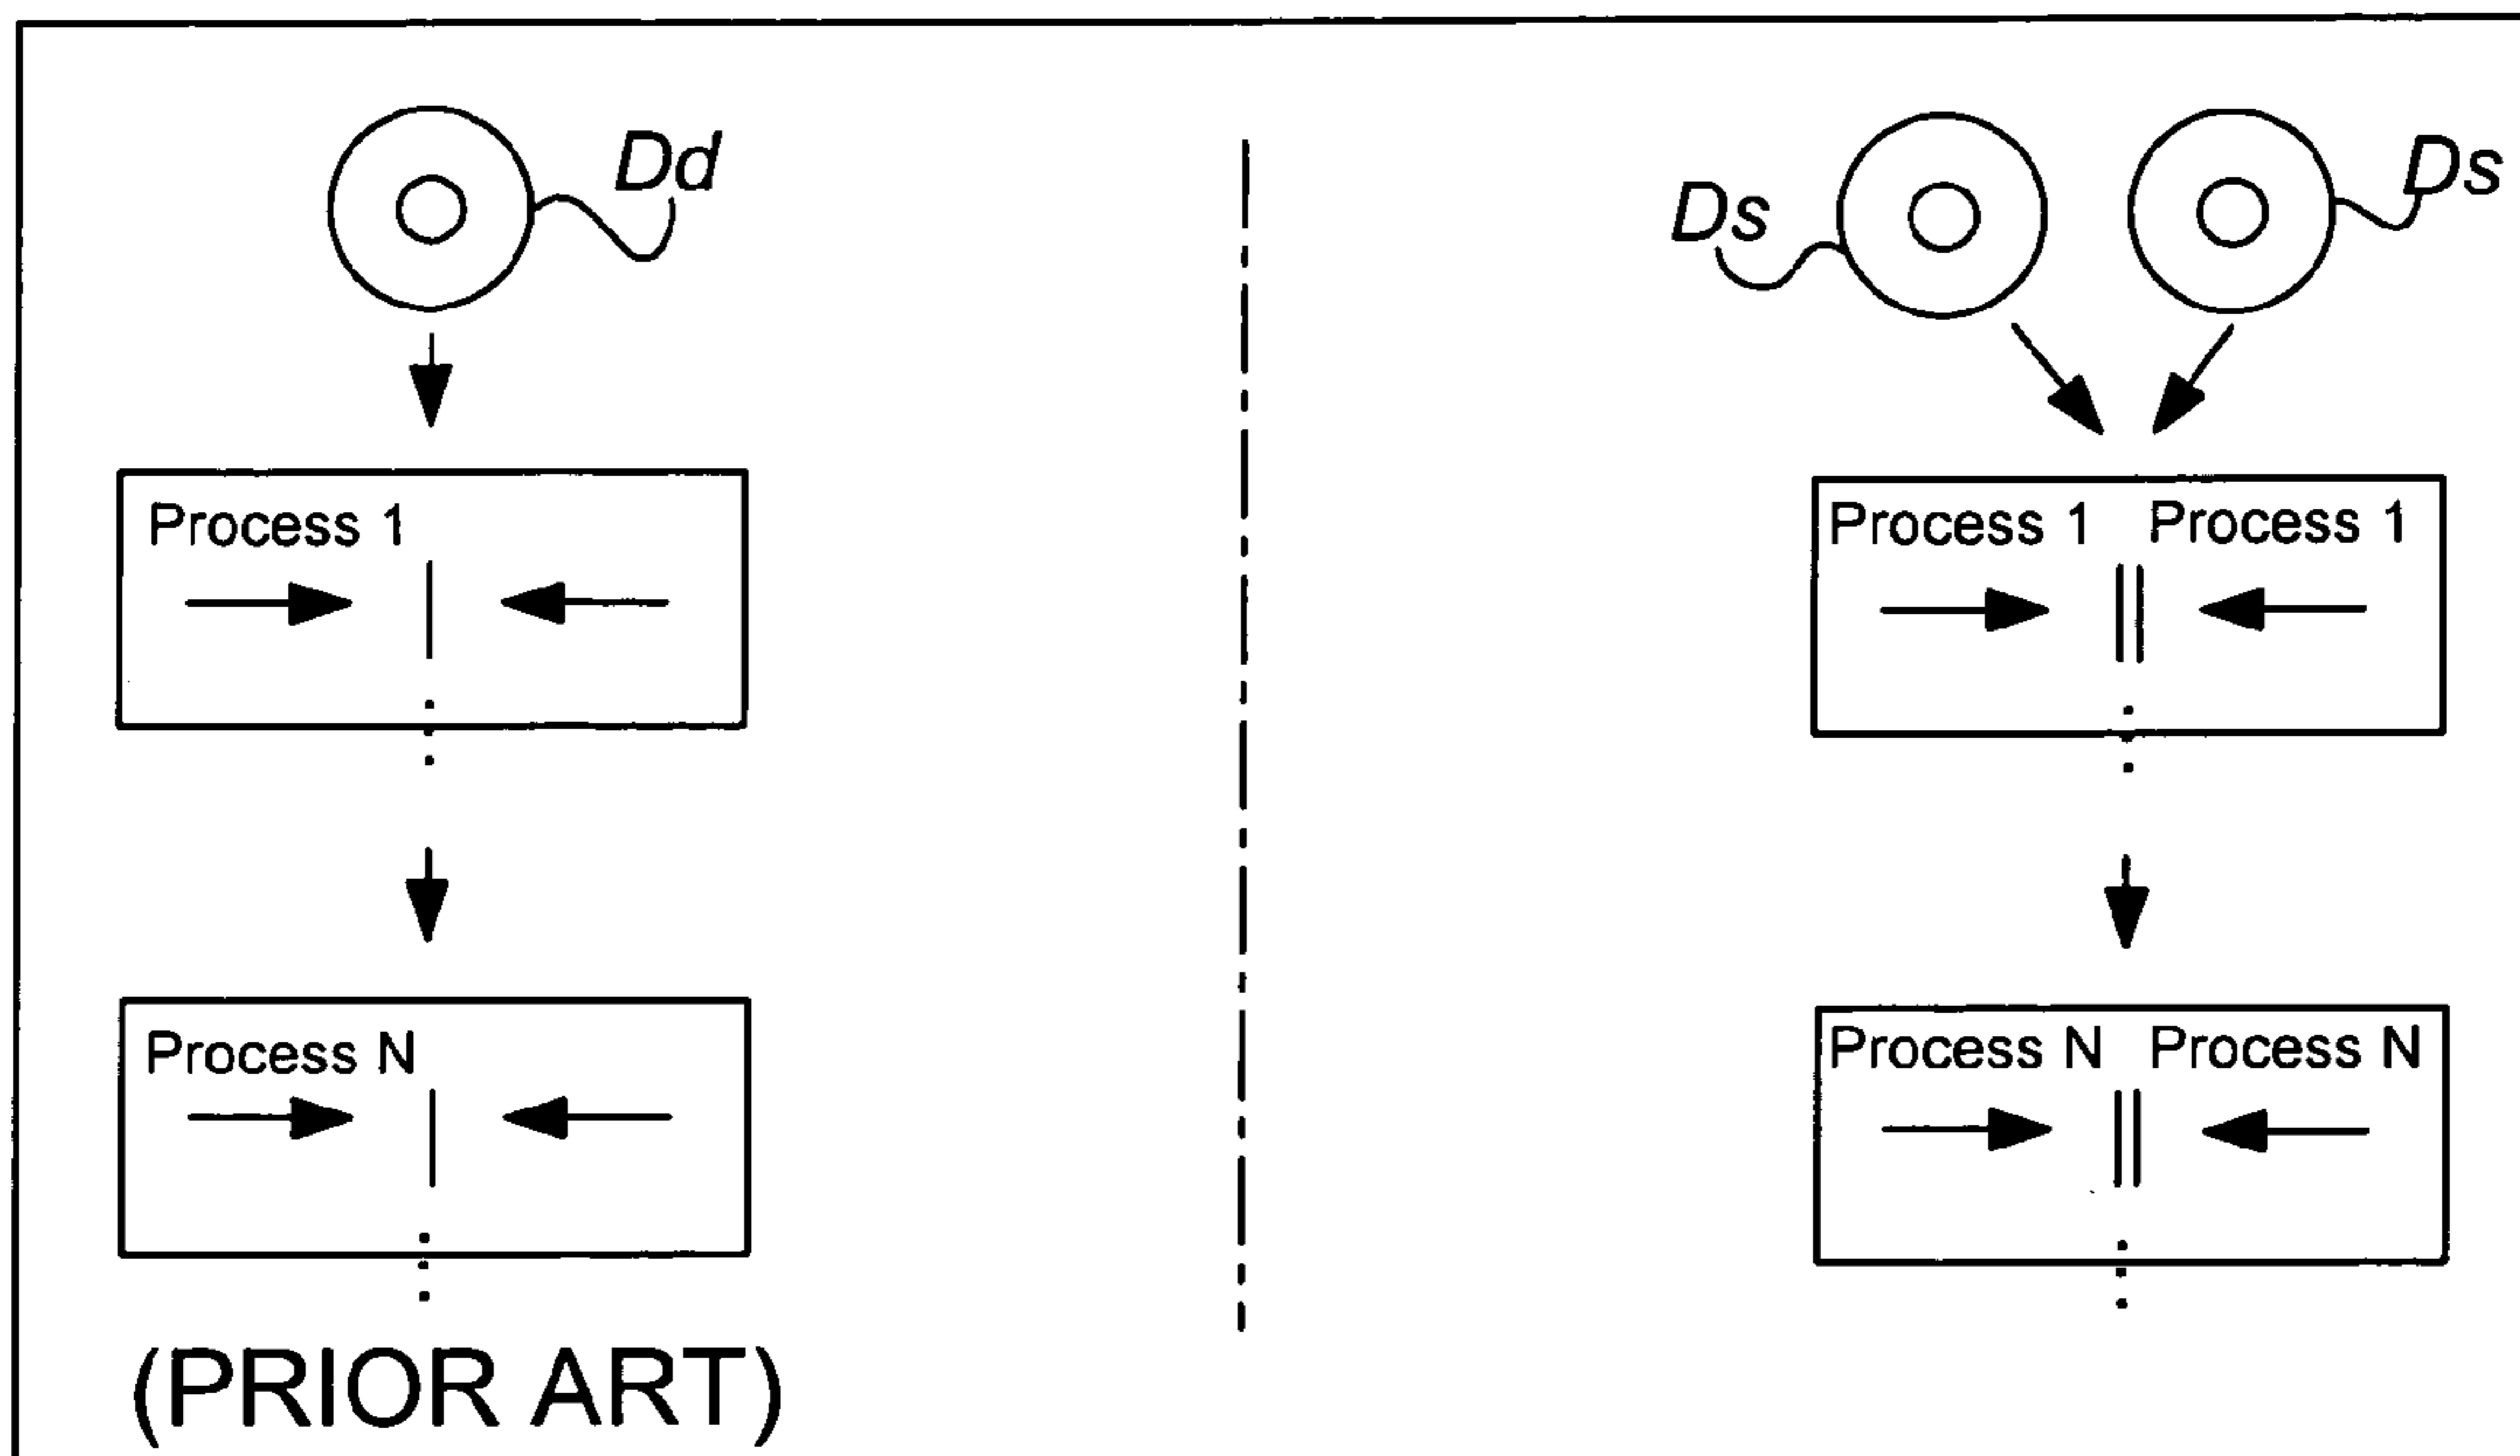 Dd
Process 1
Process N
(PRIOR ART)
Ds
Ds
Process 1 Process 1
Process N Process N